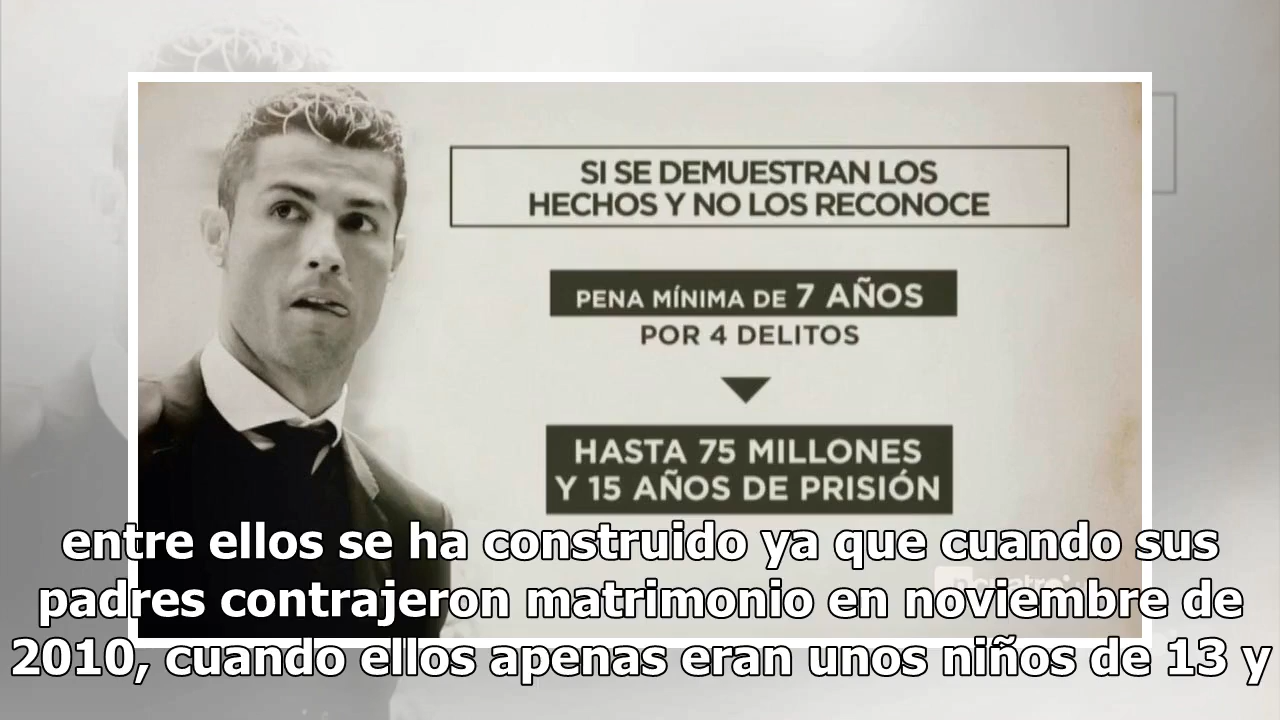 SI SE DEMUESTRAN LOS
HECHOS Y NO LOS RECONOCE
PENA MÍNIMA DE 7 AÑOS
POR 4 DELITOS
HASTA 75 MILLONES
Y 15 AÑOS DE PRISIÓN
entre ellos se ha construido ya que cuando sus
padres contrajeron matrimonio en noviembre de
2010, cuando ellos apenas eran unos niños de 13 y